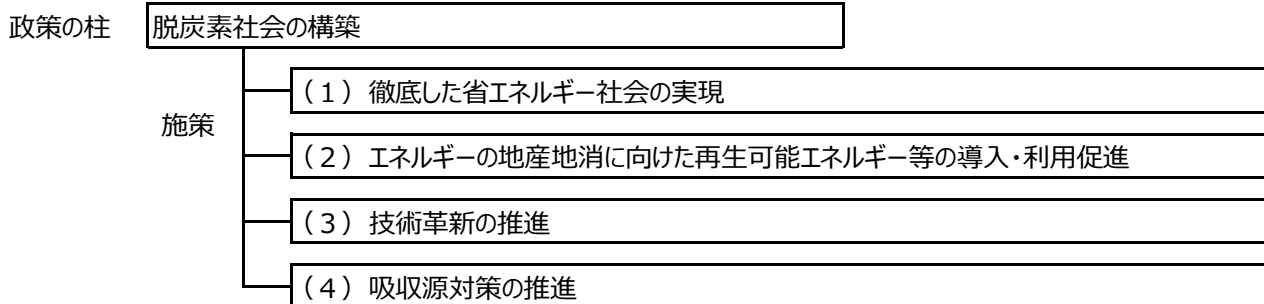 政策の柱 脱炭素社会の構築
（１）徹底した省エネルギー社会の実現
施策
（２）エネルギーの地産地消に向けた再生可能エネルギー等の導入・利用促進
（３）技術革新の推進
（４）吸収源対策の推進